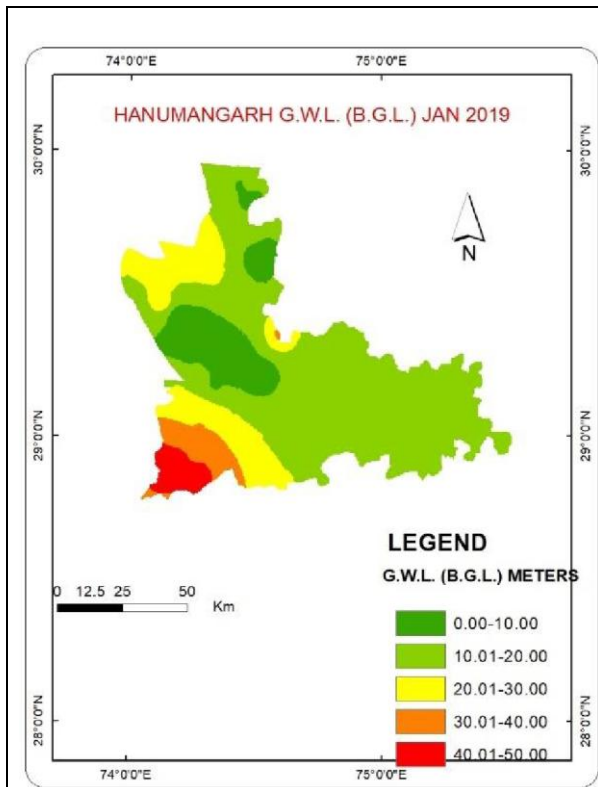 74°0'0"E 75°0'0"E
HANUMANGARH G.W.L. (B.G.L.) JAN 2019
30°0'0"N 30°0'0"N
N
29°0'0"N 29°0'0"N
LEGEND
G.W.L. (B.G.L.) METERS
0 12.5 25 50
Km
0.00-10.00
10.01-20.00
20.01-30.00
30.01-40.00
40.01-50.00
28°0'0"N 28°0'0"N
74°0'0"E 75°0'0"E